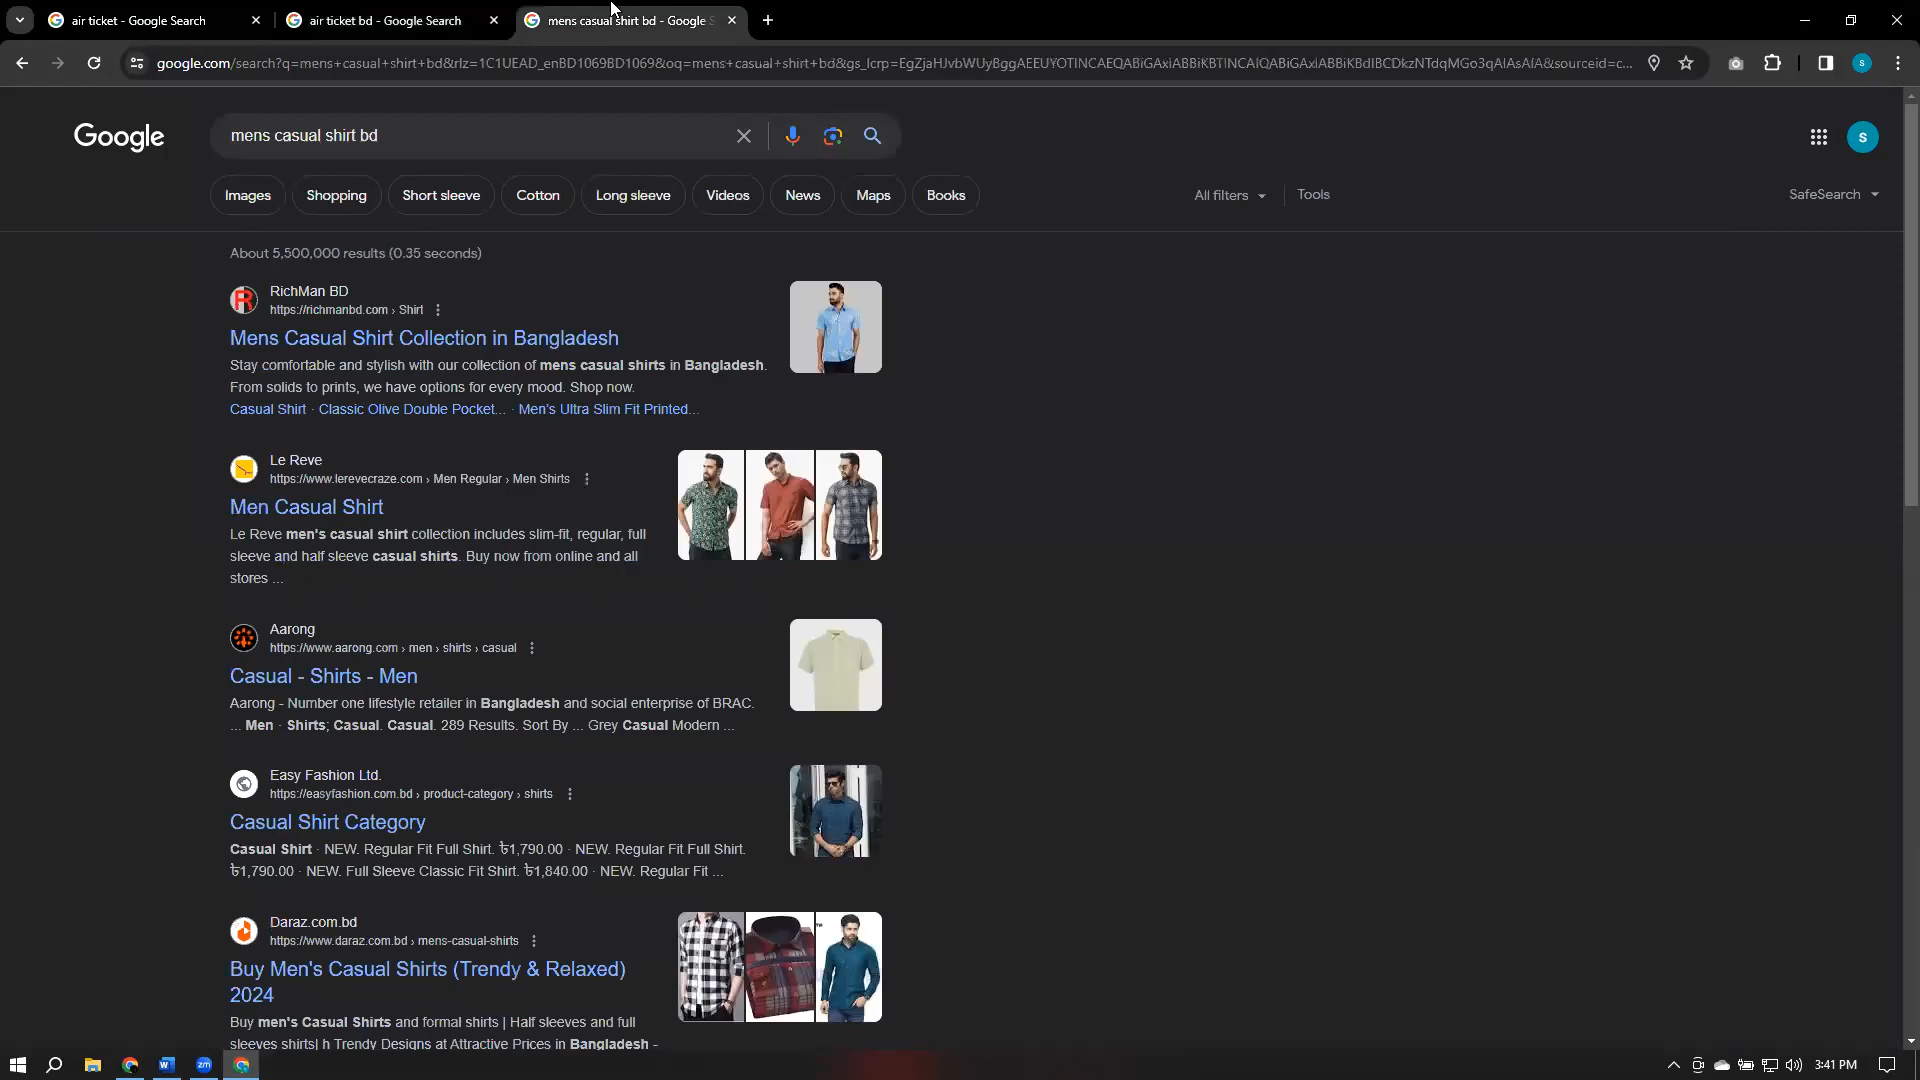 air ticket - Google Search
air ticket bd - Google Search
mens casual shirt bd - Google S
google.com/search?q=mens+casual+shirt+bd&rlz=1C1UEAD_enBD1069BD1069&oq=mens+casual+shirt+bd&gs_lcrp=
S
Google
mens casual shirt bd
S
Images
Shopping
Short sleeve
Cotton
Long sleeve
Videos
News
Maps
Books
All filters
Tools
SafeSearch
About 5,500,000 results (0.35 seconds)
RichMan BD
https://richmanbd.com › Shirt
Mens Casual Shirt Collection in Bangladesh
Stay comfortable and stylish with our collection of mens casual shirts in Bangladesh.
From solids to prints, we have options for every mood. Shop now.
Casual Shirt · Classic Olive Double Pocket... · Men's Ultra Slim Fit Printed...
Le Reve
https://www.lerevecraze.com › Men Regular › Men Shirts
Men Casual Shirt
Le Reve men's casual shirt collection includes slim-fit, regular, full
sleeve and half sleeve casual shirts. Buy now from online and all
stores ...
Aarong
https://www.aarong.com › men › shirts › casual
Casual - Shirts - Men
Aarong - Number one lifestyle retailer in Bangladesh and social enterprise of BRAC.
... Men · Shirts; Casual. Casual. 289 Results. Sort By ... Grey Casual Modern ...
Easy Fashion Ltd.
https://easyfashion.com.bd › product-category › shirts
Casual Shirt Category
Casual Shirt · NEW. Regular Fit Full Shirt. ৳1,790.00 · NEW. Regular Fit Full Shirt.
৳1,790.00 · NEW. Full Sleeve Classic Fit Shirt. ৳1,840.00 · NEW. Regular Fit ...
Daraz.com.bd
https://www.daraz.com.bd › mens-casual-shirts
Buy Men's Casual Shirts (Trendy & Relaxed)
2024
Buy men's Casual Shirts and formal shirts | Half sleeves and full
sleeves shirts| h Trendy Designs at Attractive Prices in Bangladesh -
3:41 PM